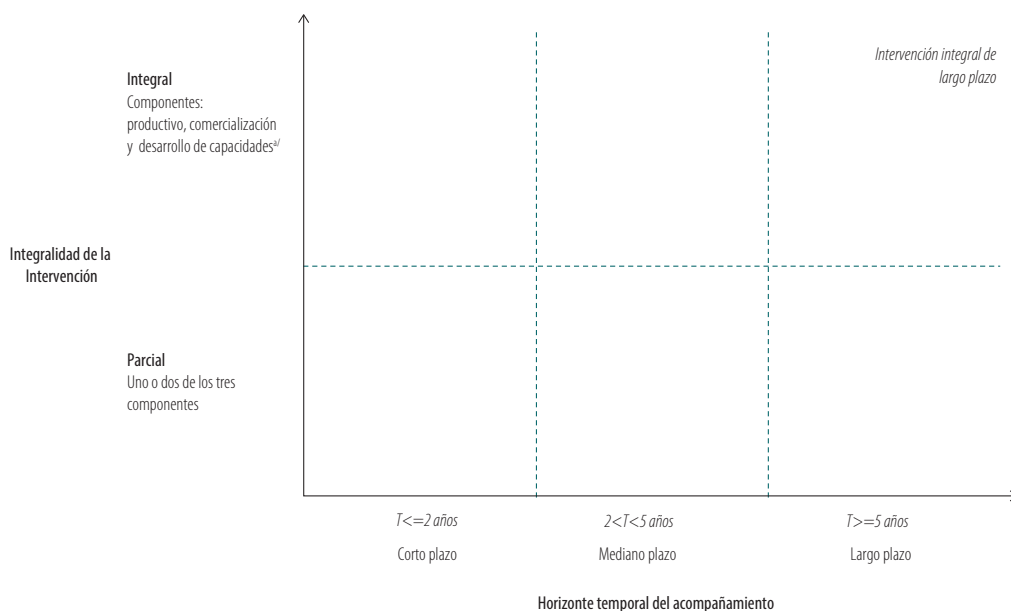 Intervención integral de
largo plazo
Integral
Componentes:
productivo, comercialización
y desarrollo de capacidades a/
Integralidad de la
Intervención
Parcial
Uno o dos de los tres
componentes
T<=2 años
2<T<5 años
T>=5 años
Corto plazo
Mediano plazo
Largo plazo
Horizonte temporal del acompañamiento